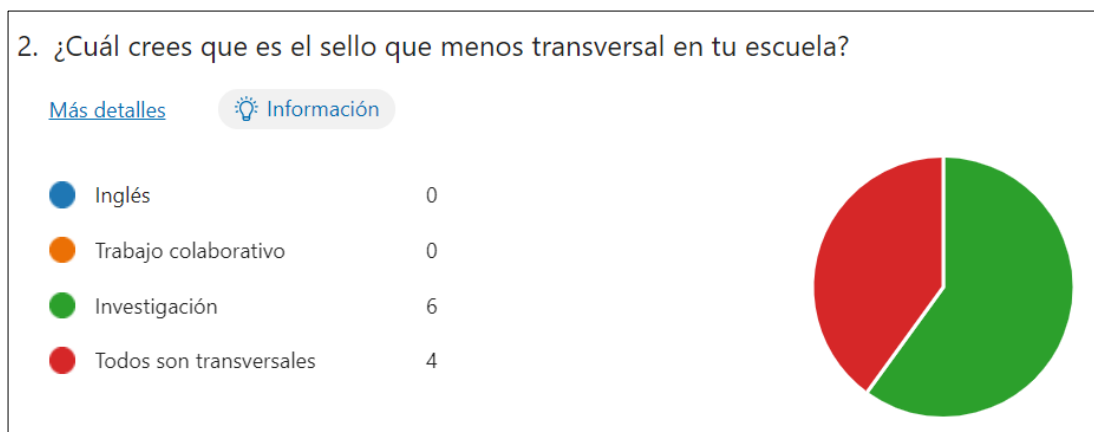 2. ¿Cuál crees que es el sello que menos transversal en tu escuela?
Más detalles Información
Inglés 0
Trabajo colaborativo 0
Investigación 6
Todos son transversales 4